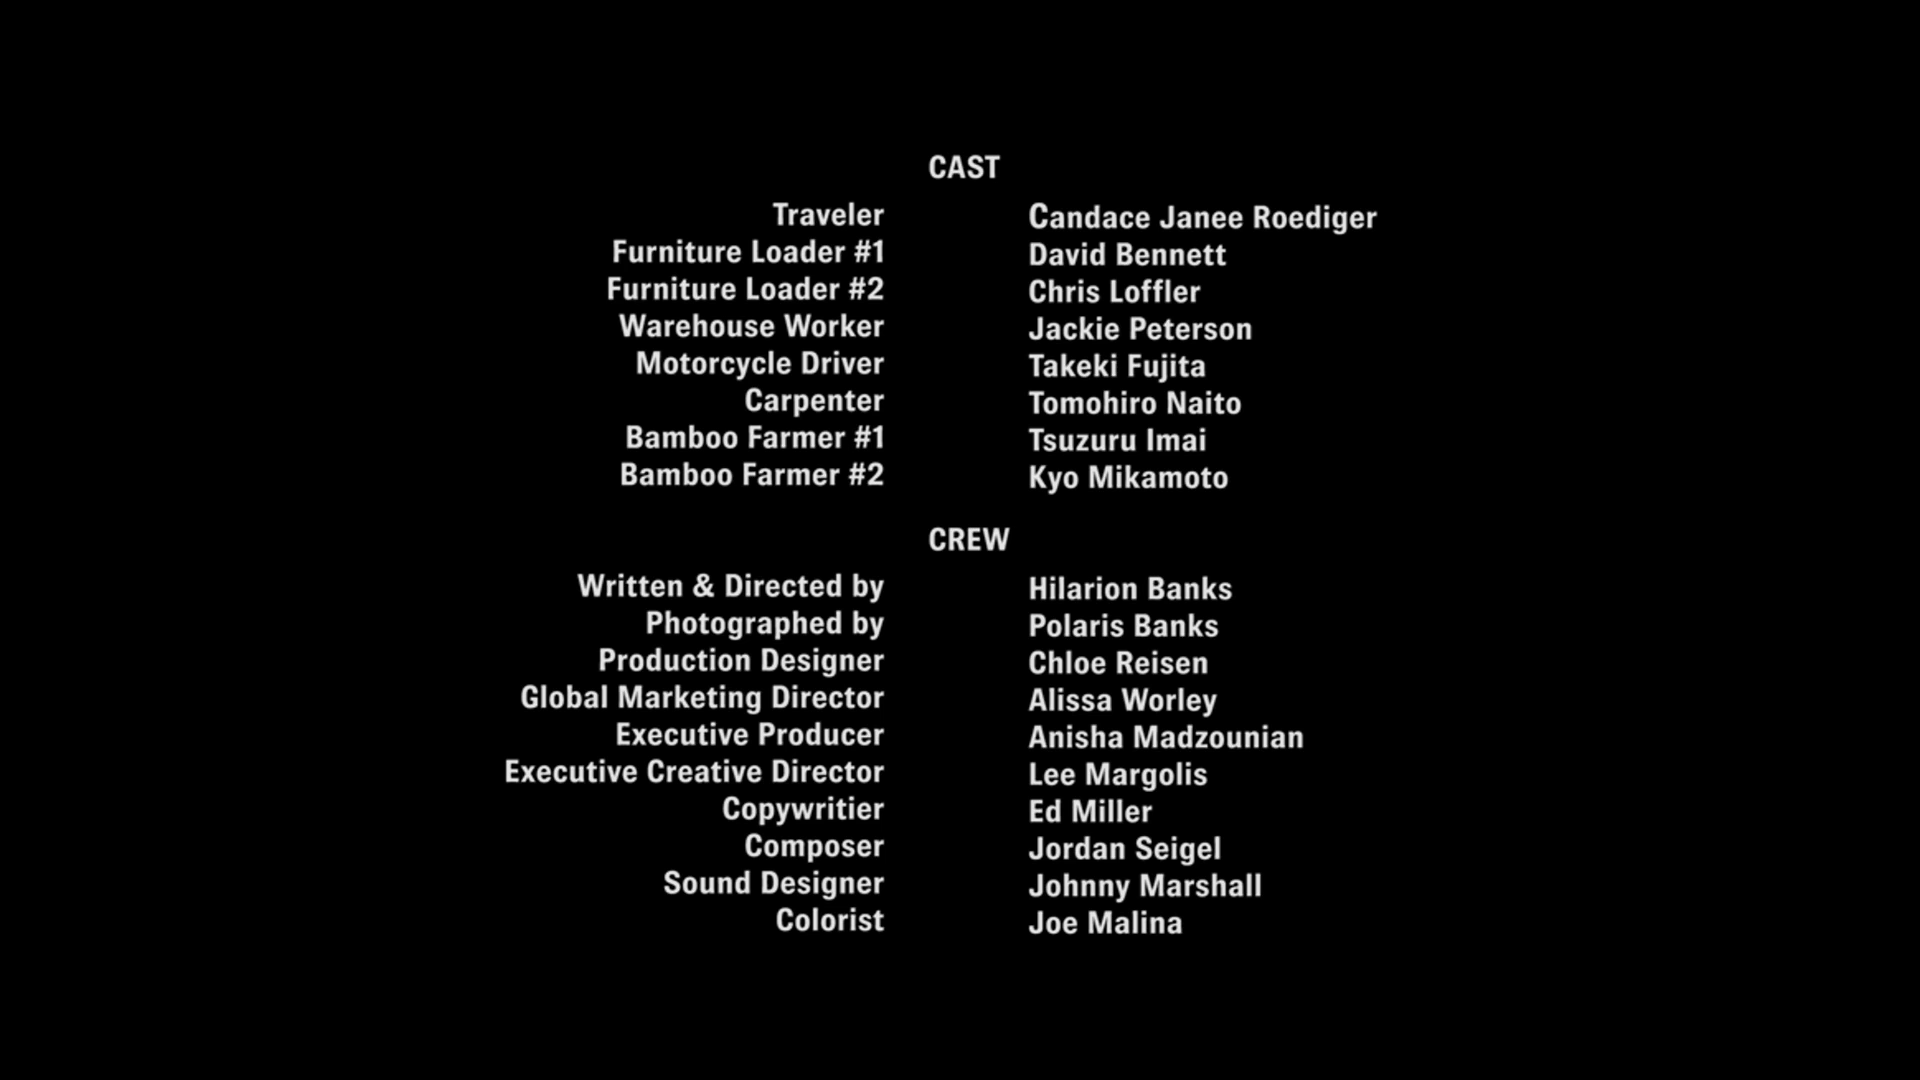 CAST
Traveler Candace Janee Roediger
Furniture Loader #1 David Bennett
Furniture Loader #2 Chris Loffler
Warehouse Worker Jackie Peterson
Motorcycle Driver Takeki Fujita
Carpenter Tomohiro Naito
Bamboo Farmer #1 Tsuzuru Imai
Bamboo Farmer #2 Kyo Mikamoto
CREW
Written & Directed by Hilarion Banks
Photographed by Polaris Banks
Production Designer Chloe Reisen
Global Marketing Director Alissa Worley
Executive Producer Anisha Madzounian
Executive Creative Director Lee Margolis
Copywritier Ed Miller
Composer Jordan Seigel
Sound Designer Johnny Marshall
Colorist Joe Malina